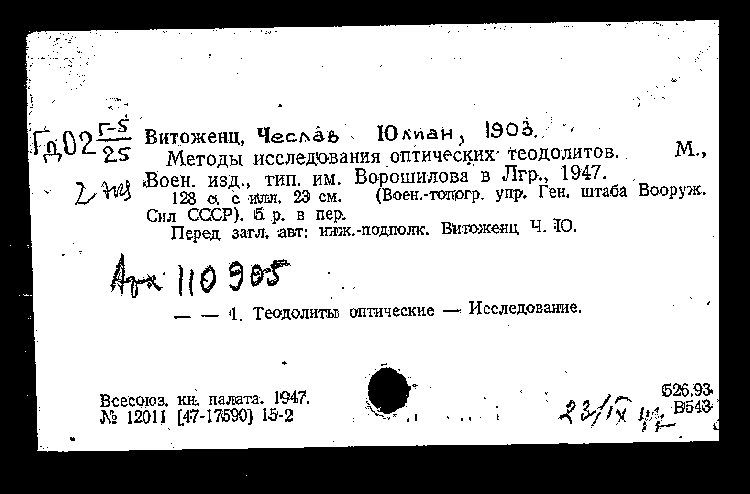 Гд02 Г-5/25
Витоженц, Чеслав Юлиан, 1903.
Методы исследования оптических теодолитов. М.,
Воен. изд., тип. им. Ворошилова в Лгр., 1947.
2 экз
128 с. с илл. 23 см. (Воен.-топогр. упр. Ген. штаба Вооруж.
Сил СССР). 5 р. в пер.
Перед загл. авт: инж.-подполк. Витоженц Ч. Ю.
Арх 110905
— — 1. Теодолиты оптические — Исследование.
Всесоюз. кн. палата. 1947.
№ 12011 [47-17590] 15-2
526.93
В543
23/IX 47